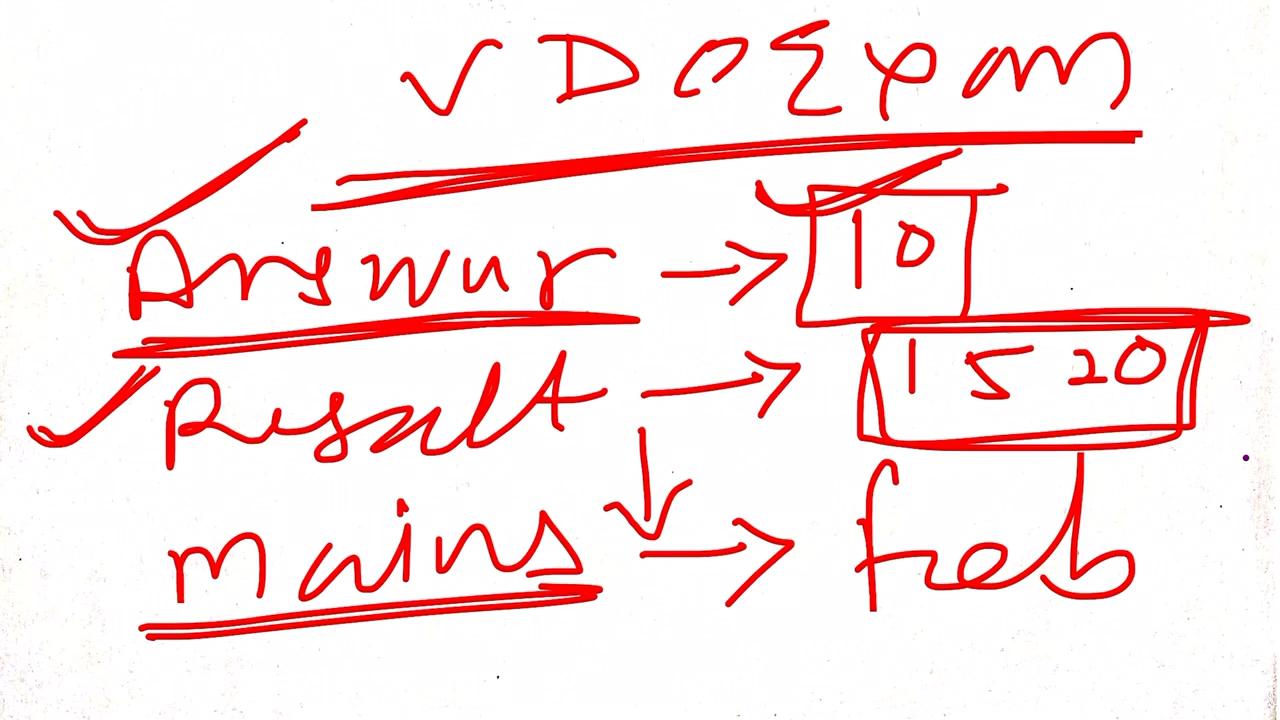 VDO Exam
Answer → 10
Result → 15 20
mains → feb